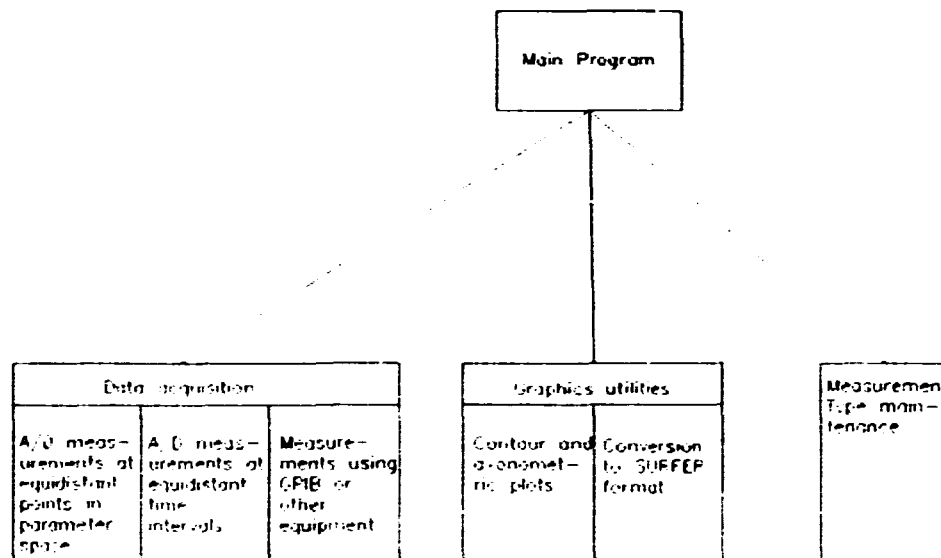 Main Program
Data acquisition
A/D meas-
urements at
equidistant
points in
parameter
space
A/D meas-
urements at
equidistant
time
intervals
Measure-
ments using
GPIB or
other
equipment
Graphics utilities
Contour and
axonomet-
ric plots
Conversion
to SURFER
format
Measuremen
Type main-
tenance